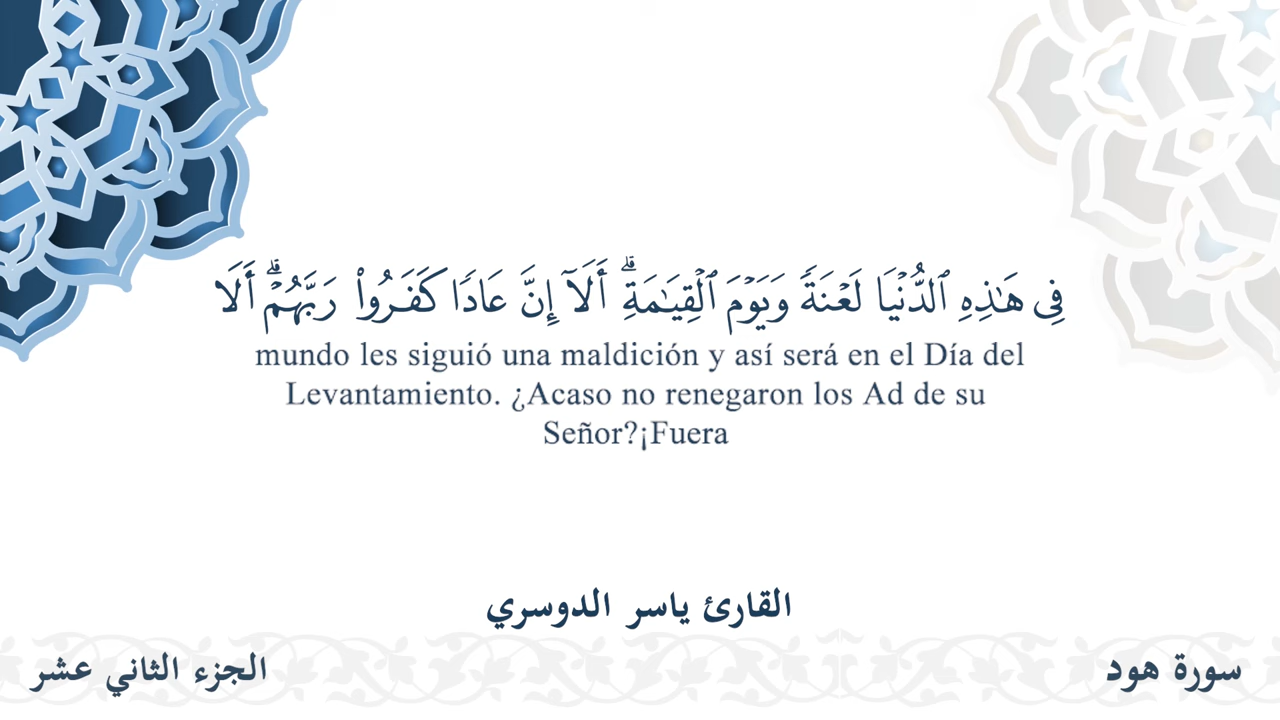 فِى هَـٰذِهِ ٱلدُّنْيَا لَعْنَةً وَيَوْمَ ٱلْقِيَـٰمَةِ ۗ أَلَآ إِنَّ عَادًا كَفَرُوا۟ رَبَّهُمْ ۗ أَلَا
mundo les siguió una maldición y así será en el Día del
Levantamiento. ¿Acaso no renegaron los Ad de su
Señor?¡Fuera
القارئ ياسر الدوسري
سورة هود
الجزء الثاني عشر